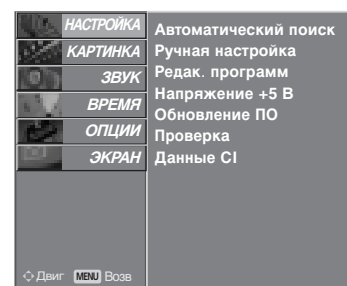 НАСТРОЙКА
КАРТИНКА
ЗВУК
ВРЕМЯ
ОПЦИИ
ЭКРАН
Автоматический поиск
Ручная настройка
Редак. программ
Напряжение +5 В
Обновление ПО
Проверка
Данные CI
Двиг MENU Возв